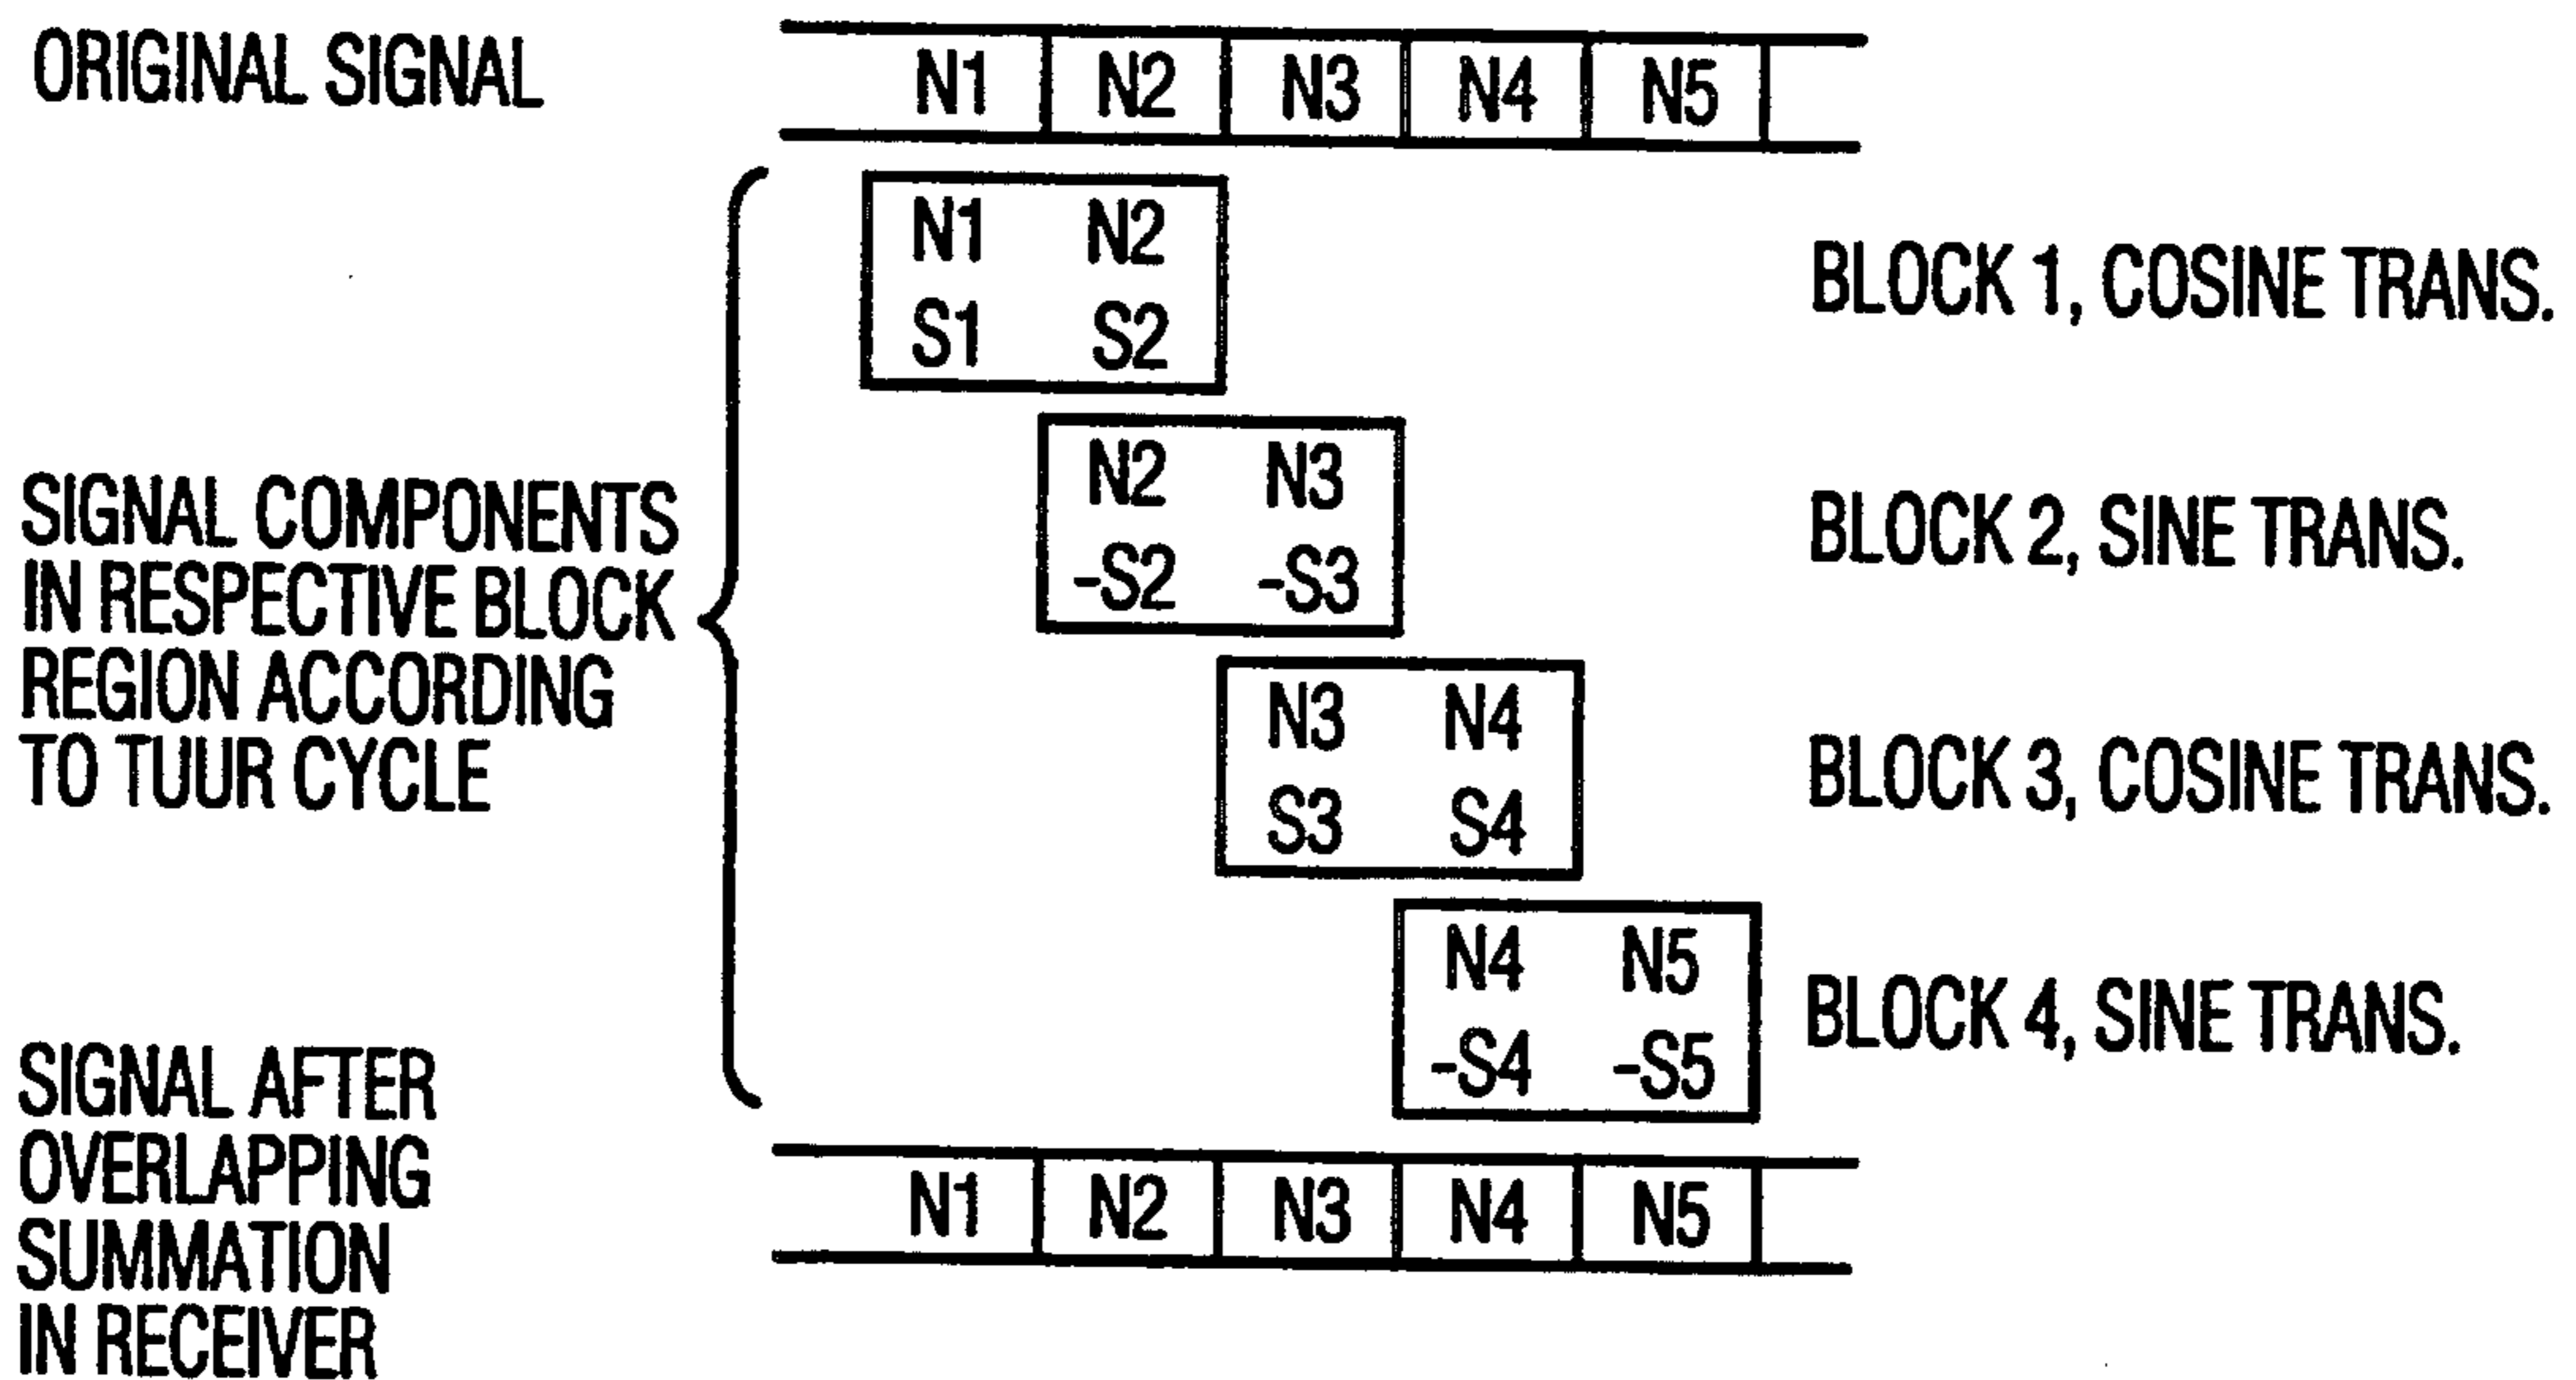 ORIGINAL SIGNAL
N1 N2 N3 N4 N5
N1 N2
S1 S2
BLOCK 1, COSINE TRANS.
N2 N3
-S2 -S3
BLOCK 2, SINE TRANS.
SIGNAL COMPONENTS
IN RESPECTIVE BLOCK
REGION ACCORDING
TO TUUR CYCLE
N3 N4
S3 S4
BLOCK 3, COSINE TRANS.
N4 N5
-S4 -S5
BLOCK 4, SINE TRANS.
SIGNAL AFTER
OVERLAPPING
SUMMATION
IN RECEIVER
N1 N2 N3 N4 N5